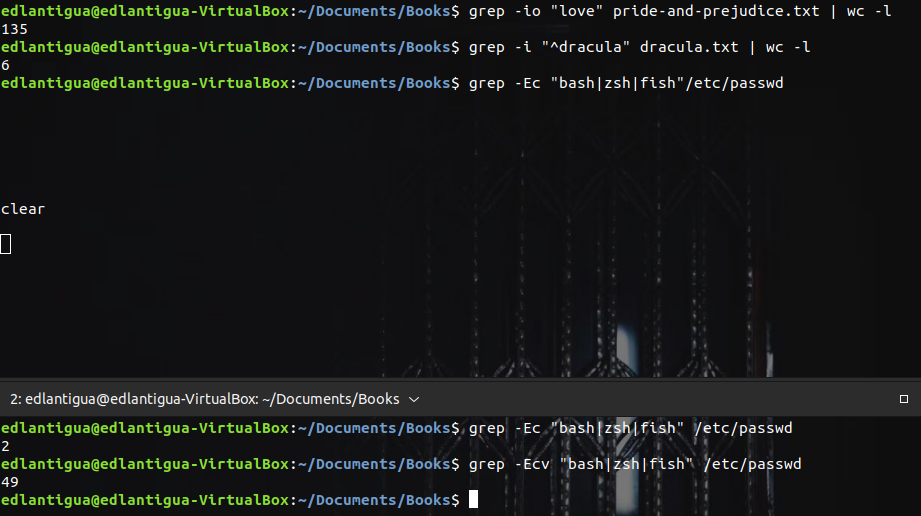 edlantigua@edlantigua-VirtualBox:~/Documents/Books$ grep -io "love" pride-and-prejudice.txt | wc -l
135
edlantigua@edlantigua-VirtualBox:~/Documents/Books$ grep -i "^dracula" dracula.txt | wc -l
6
edlantigua@edlantigua-VirtualBox:~/Documents/Books$ grep -Ec "bash|zsh|fish"/etc/passwd
clear
2: edlantigua@edlantigua-VirtualBox: ~/Documents/Books
edlantigua@edlantigua-VirtualBox:~/Documents/Books$ grep -Ec "bash|zsh|fish" /etc/passwd
2
edlantigua@edlantigua-VirtualBox:~/Documents/Books$ grep -Ecv "bash|zsh|fish" /etc/passwd
49
edlantigua@edlantigua-VirtualBox:~/Documents/Books$